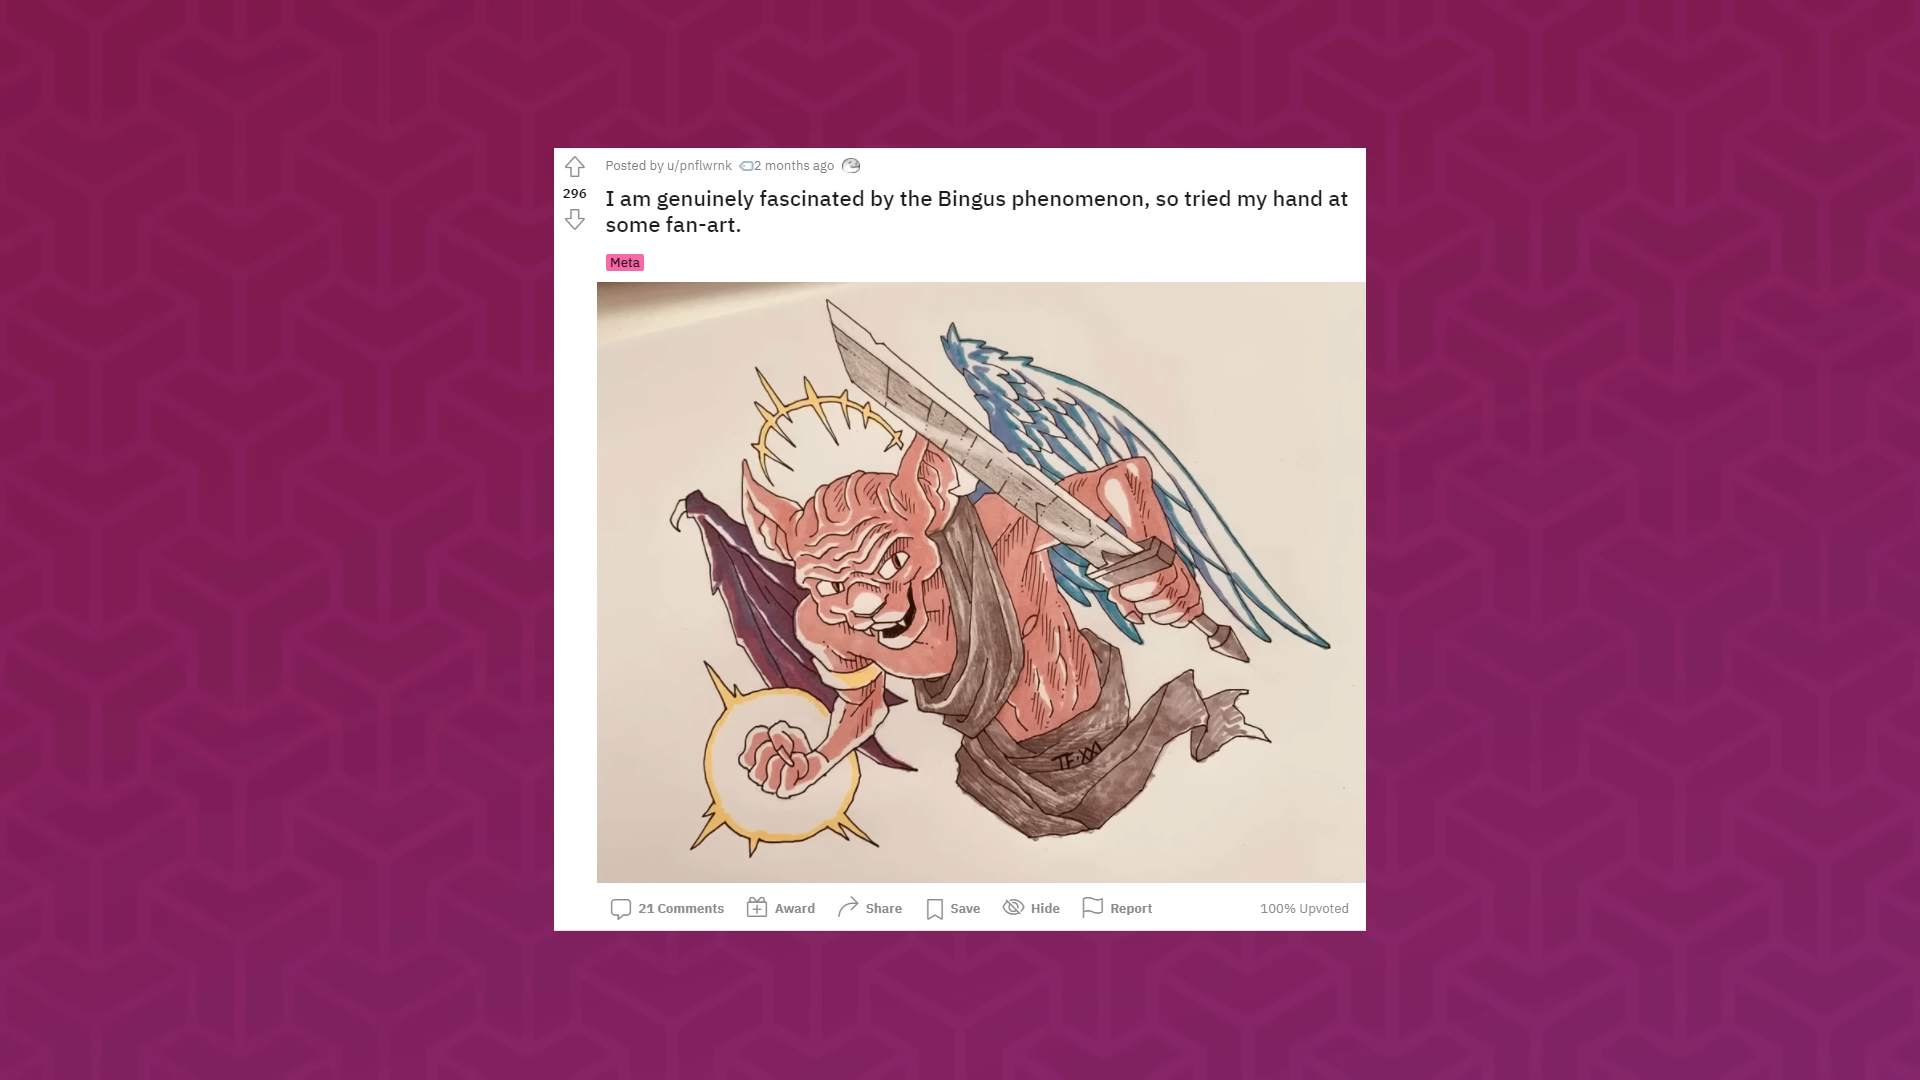 Posted by u/pnflwrnk 2 months ago
296
I am genuinely fascinated by the Bingus phenomenon, so tried my hand at
some fan-art.
Meta
21 Comments Award Share Save Hide Report 100% Upvoted